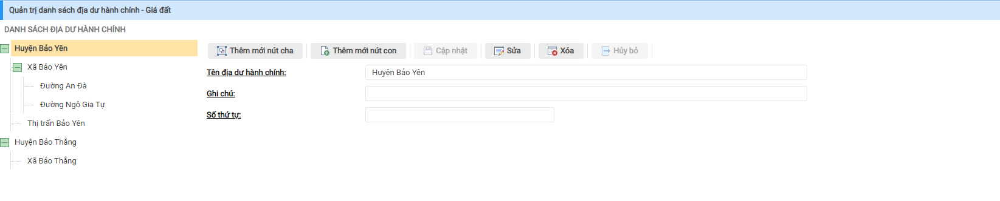 Quản trị danh sách địa dư hành chính - Giá đất
DANH SÁCH ĐỊA DƯ HÀNH CHÍNH
Huyện Bảo Yên
Xã Bảo Yên
Đường An Đà
Đường Ngô Gia Tự
Thị trấn Bảo Yên
Huyện Bảo Thắng
Xã Bảo Thắng
Thêm mới nút cha Thêm mới nút con Cập nhật Sửa Xóa Hủy bỏ
Tên địa dư hành chính: Huyện Bảo Yên
Ghi chú:
Số thứ tự: